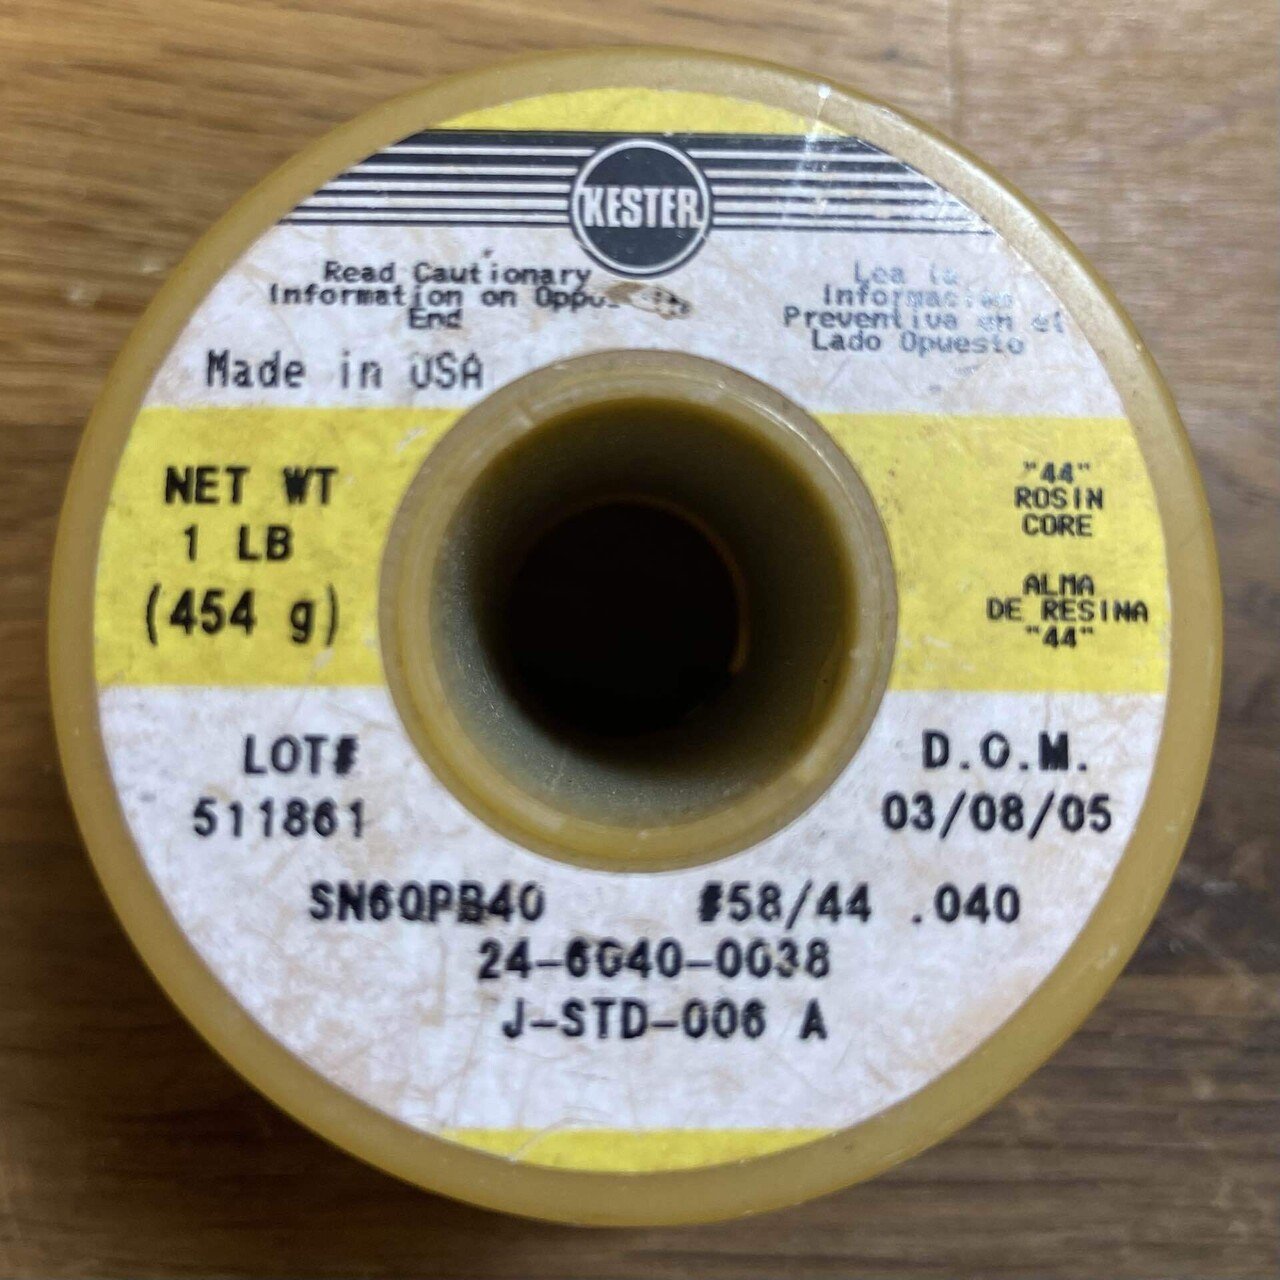 KESTER
Read Cautionary
Information on
End
Lea la
Informacion
Preventiva en el
Lado Opuesto
Made in USA
NET WT
1 LB
(454 g)
"44"
ROSIN
CORE
ALMA
DE RESINA
"44"
LOT#
511861
D.O.M.
03/08/05
SN60PB40 #58/44 .040
24-6040-0038
J-STD-006 A